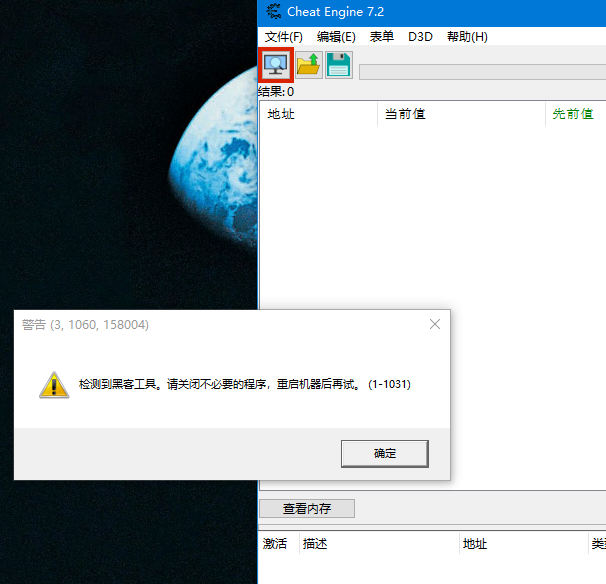 Cheat Engine 7.2
文件(F) 编辑(E) 表单 D3D 帮助(H)
结果: 0
地址 当前值 先前值
警告 (3, 1060, 158004)
检测到黑客工具。请关闭不必要的程序，重启机器后再试。 (1-1031)
确定
查看内存
激活 描述 地址